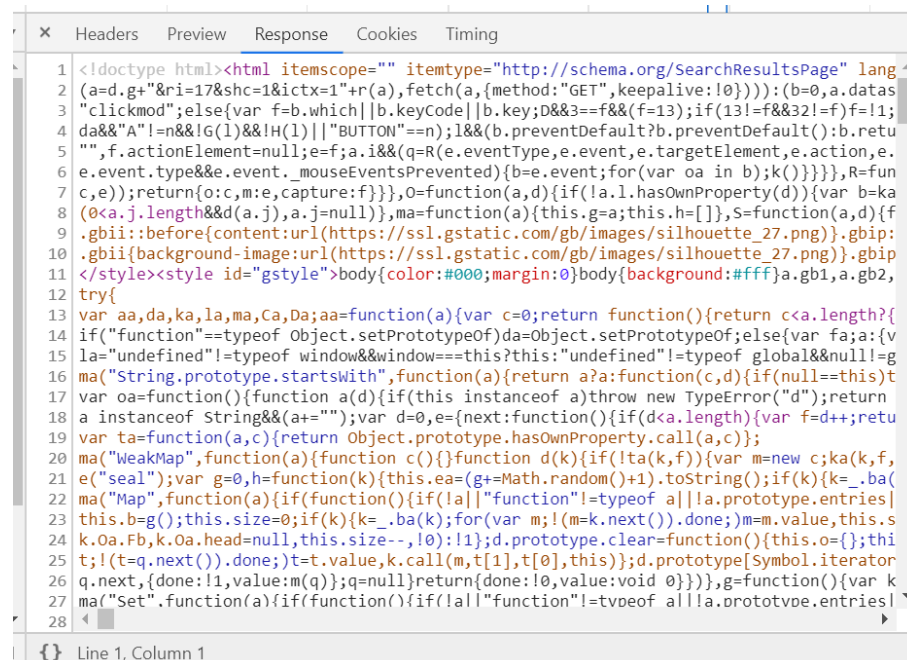 × Headers Preview Response Cookies Timing
1 <!doctype html><html itemscope="" itemtype="http://schema.org/SearchResultsPage" lang
2 (a=d.g+"&ri=17&shc=1&ictx=1"+r(a),fetch(a,{method:"GET",keepalive:!0}))):(b=0,a.datas
3 "clickmod";else{var f=b.which||b.keyCode||b.key;D&&3==f&&(f=13);if(13!=f&&32!=f)f=!1;
4 da&&"A"!=n&&!G(l)&&!H(l)||"BUTTON"==n);l&&(b.preventDefault?b.preventDefault():b.retu
5 "",f.actionElement=null;e=f;a.i&&(q=R(e.eventType,e.event,e.targetElement,e.action,e.
6 e.event.type&&e.event._mouseEventsPrevented){b=e.event;for(var oa in b);k()}}}},R=fun
7 c,e));return{o:c,m:e,capture:f}}},O=function(a,d){if(!a.l.hasOwnProperty(d)){var b=ka
8 (0<a.j.length&&d(a.j),a.j=null)},ma=function(a){this.g=a;this.h=[]},S=function(a,d){f
9 .gbii::before{content:url(https://ssl.gstatic.com/gb/images/silhouette_27.png)}.gbip:
10 .gbii{background-image:url(https://ssl.gstatic.com/gb/images/silhouette_27.png)}.gbip
11 </style><style id="gstyle">body{color:#000;margin:0}body{background:#fff}a.gb1,a.gb2,
12 try{
13 var aa,da,ka,la,ma,Ca,Da;aa=function(a){var c=0;return function(){return c<a.length?{
14 if("function"==typeof Object.setPrototypeOf)da=Object.setPrototypeOf;else{var fa;a:{v
15 la="undefined"!=typeof window&&window===this?this:"undefined"!=typeof global&&null!=g
16 ma("String.prototype.startsWith",function(a){return a?a:function(c,d){if(null==this)t
17 var oa=function(){function a(d){if(this instanceof a)throw new TypeError("d");return
18 a instanceof String&&(a+="");var d=0,e={next:function(){if(d<a.length){var f=d++;retu
19 var ta=function(a,c){return Object.prototype.hasOwnProperty.call(a,c)};
20 ma("WeakMap",function(a){function c(){}function d(k){if(!ta(k,f)){var m=new c;ka(k,f,
21 e("seal");var g=0,h=function(k){this.ea=(g+=Math.random()+1).toString();if(k){k=_.ba(
22 ma("Map",function(a){if(function(){if(!a||"function"!=typeof a||!a.prototype.entries|
23 this.b=g();this.size=0;if(k){k=_.ba(k);for(var m;!(m=k.next()).done;)m=m.value,this.s
24 k.Oa.Fb,k.Oa.head=null,this.size--,!0):!1};d.prototype.clear=function(){this.o={};thi
25 t;!(t=q.next()).done;)t=t.value,k.call(m,t[1],t[0],this)};d.prototype[Symbol.iterator
26 q.next,{done:!1,value:m(q)};q=null}return{done:!0,value:void 0}})},g=function(){var k
27 ma("Set",function(a){if(function(){if(!a||"function"!=typeof a||!a.prototype.entries|
28
{} Line 1, Column 1